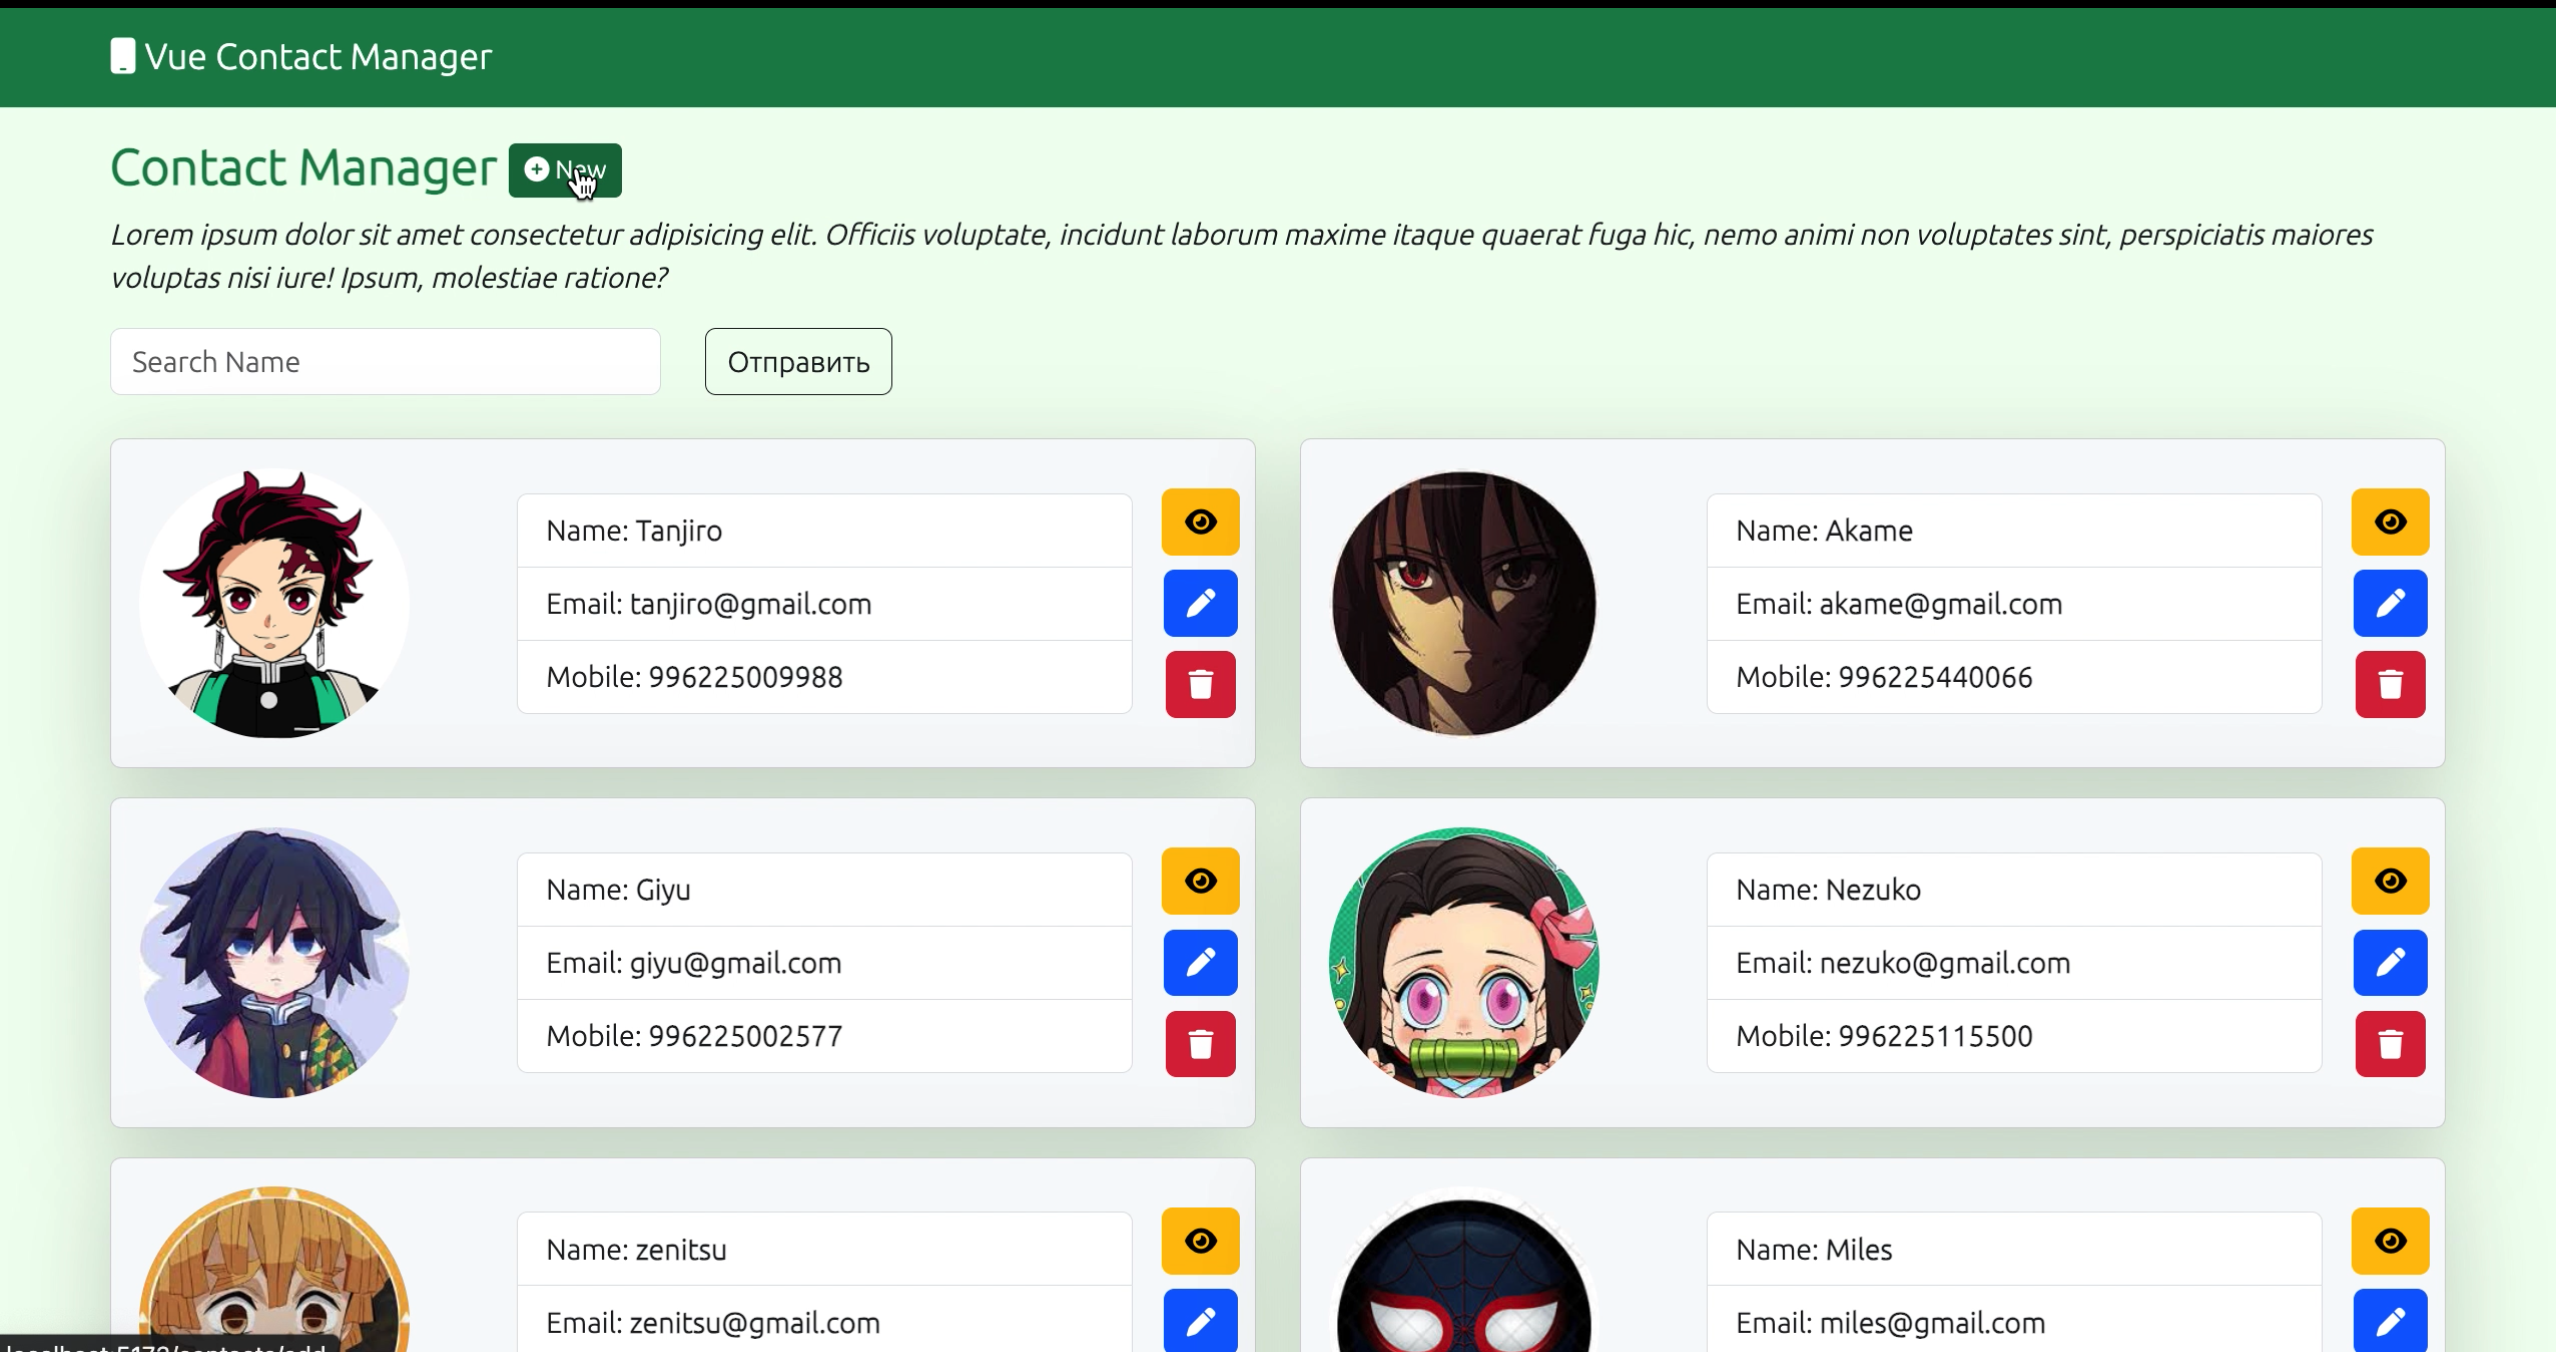 Vue Contact Manager
Contact Manager
New
Lorem ipsum dolor sit amet consectetur adipisicing elit. Officiis voluptate, incidunt laborum maxime itaque quaerat fuga hic, nemo animi non voluptates sint, perspiciatis maiores
voluptas nisi iure! Ipsum, molestiae ratione?
Search Name
Отправить
Name: Tanjiro
Email: tanjiro@gmail.com
Mobile: 996225009988
Name: Akame
Email: akame@gmail.com
Mobile: 996225440066
Name: Giyu
Email: giyu@gmail.com
Mobile: 996225002577
Name: Nezuko
Email: nezuko@gmail.com
Mobile: 996225115500
Name: zenitsu
Email: zenitsu@gmail.com
Name: Miles
Email: miles@gmail.com